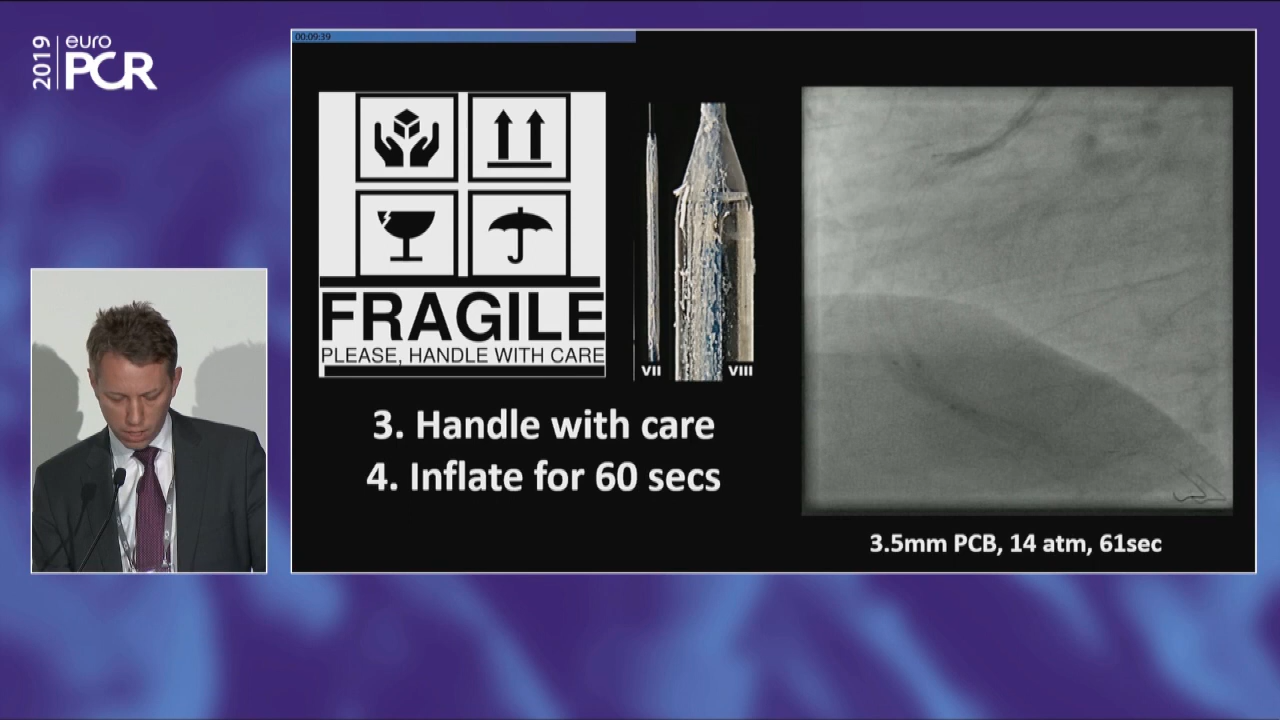 2019
euro
PCR
00:09:39
FRAGILE
PLEASE, HANDLE WITH CARE
VII
VIII
3. Handle with care
4. Inflate for 60 secs
3.5mm PCB, 14 atm, 61sec